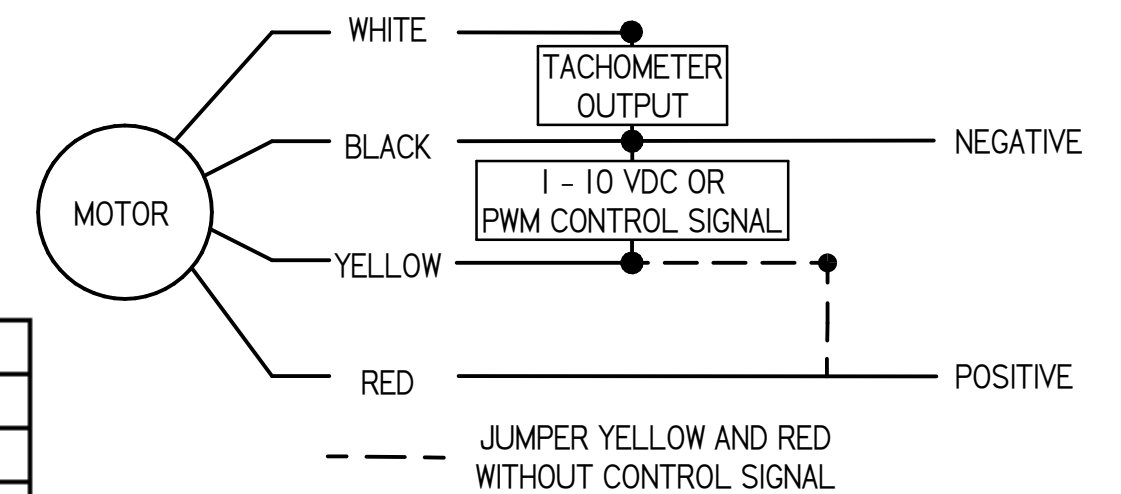 WHITE
TACHOMETER
OUTPUT
BLACK
NEGATIVE
1 - 10 VDC OR
PWM CONTROL SIGNAL
MOTOR
YELLOW
RED
POSITIVE
JUMPER YELLOW AND RED
WITHOUT CONTROL SIGNAL